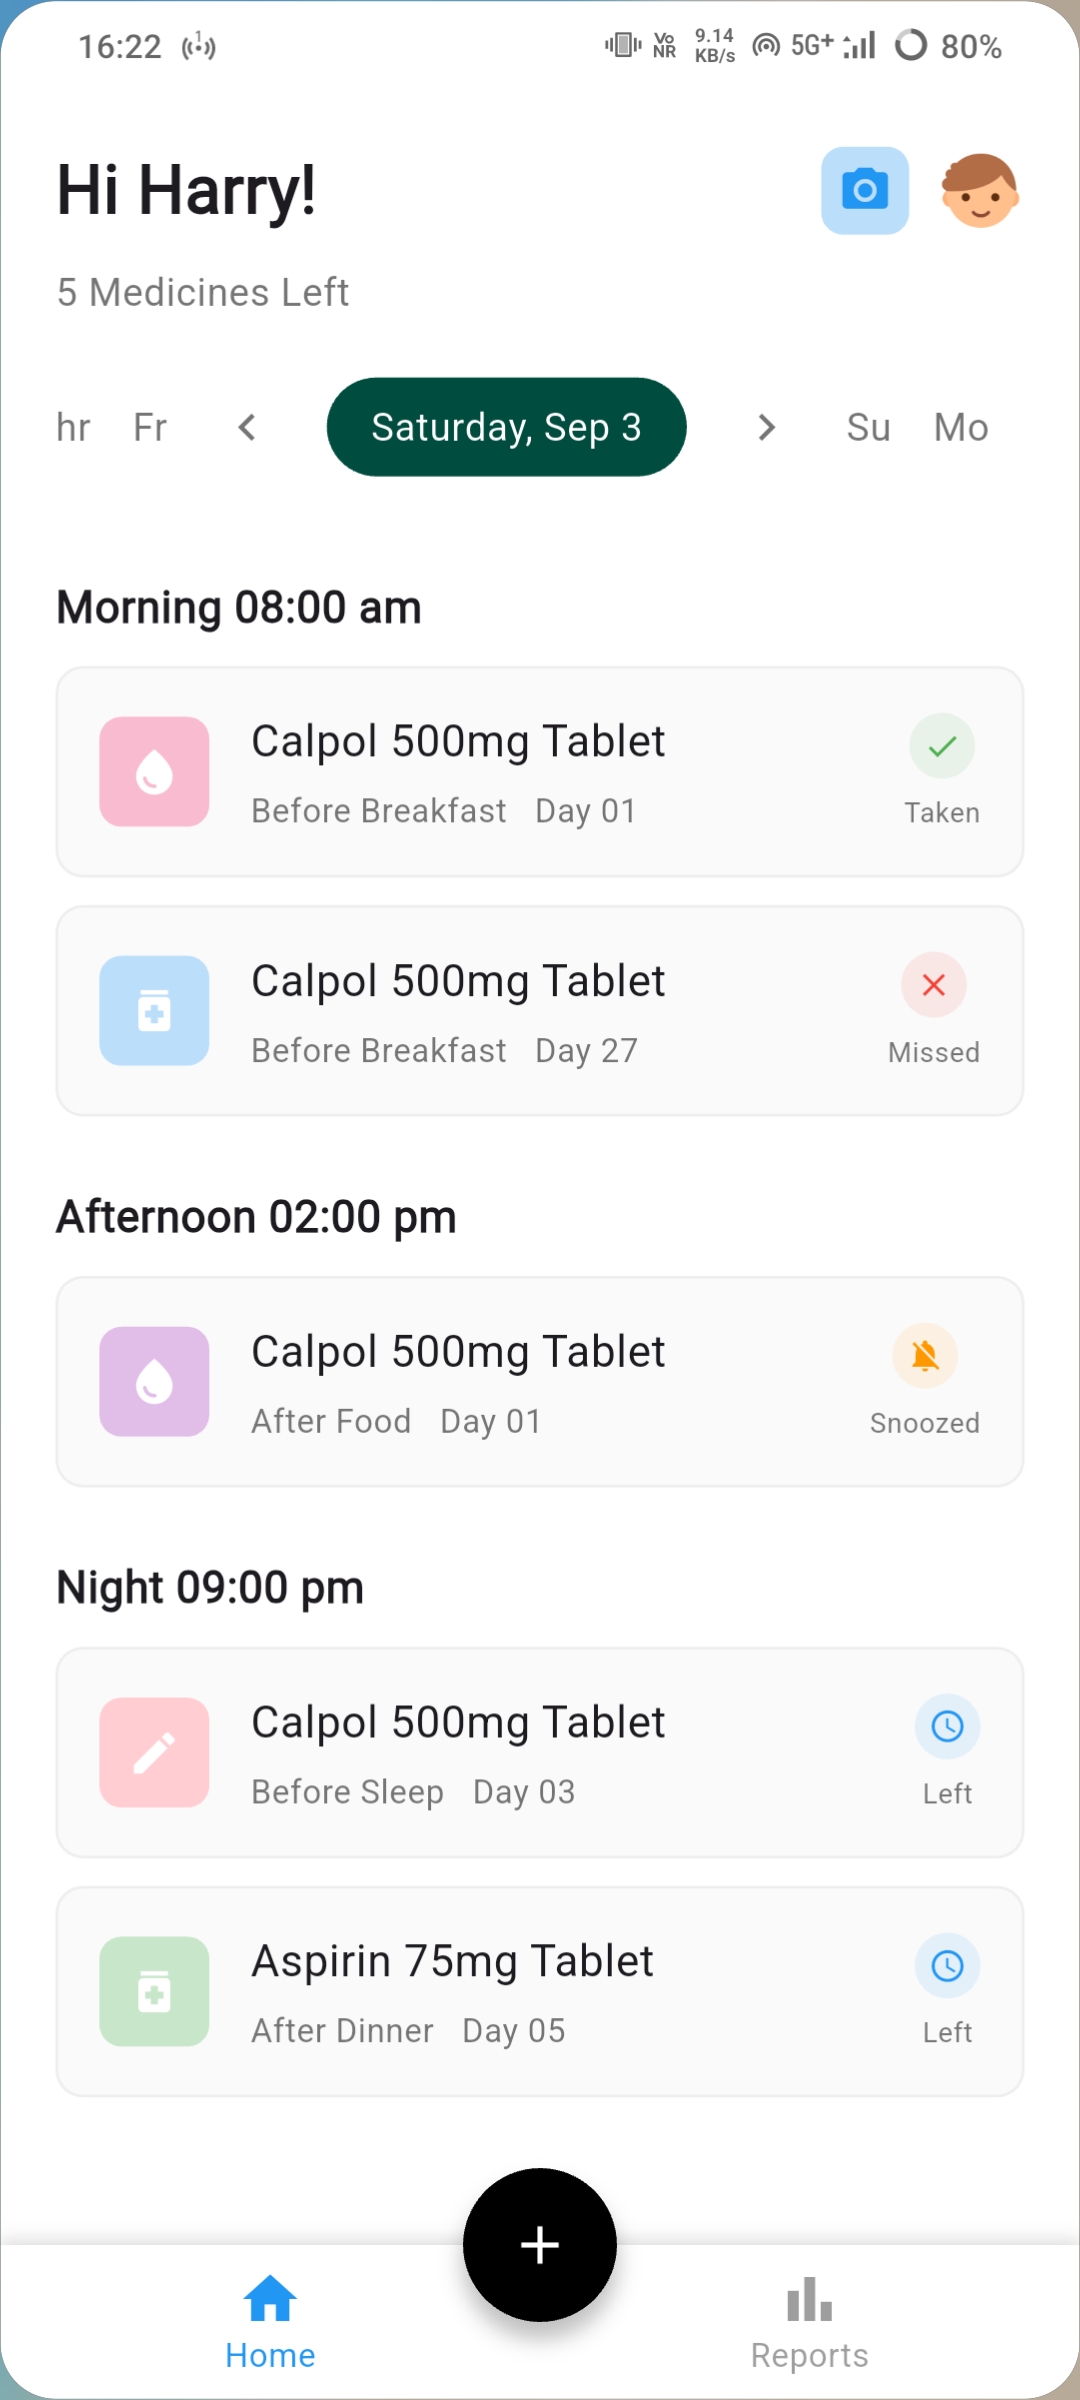 16:22 1 Vo NR 9.14 KB/s 5G+ 80%
Hi Harry!
5 Medicines Left
hr Fr Saturday, Sep 3 Su Mo
Morning 08:00 am
Calpol 500mg Tablet
Before Breakfast Day 01
Taken
Calpol 500mg Tablet
Before Breakfast Day 27
Missed
Afternoon 02:00 pm
Calpol 500mg Tablet
After Food Day 01
Snoozed
Night 09:00 pm
Calpol 500mg Tablet
Before Sleep Day 03
Left
Aspirin 75mg Tablet
After Dinner Day 05
Left
Home Reports